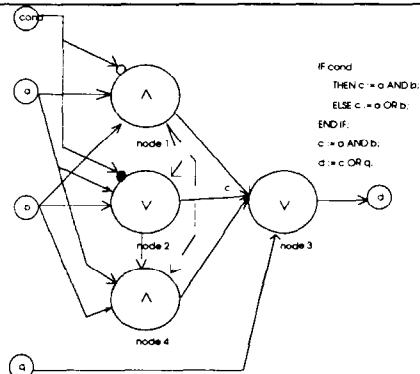 cond
a
b
q
∧
node 1
∨
node 2
∧
node 4
c
∨
node 3
d
IF cond
THEN c := a AND b;
ELSE c := a OR b;
END IF;
c := a AND b;
d := c OR q;